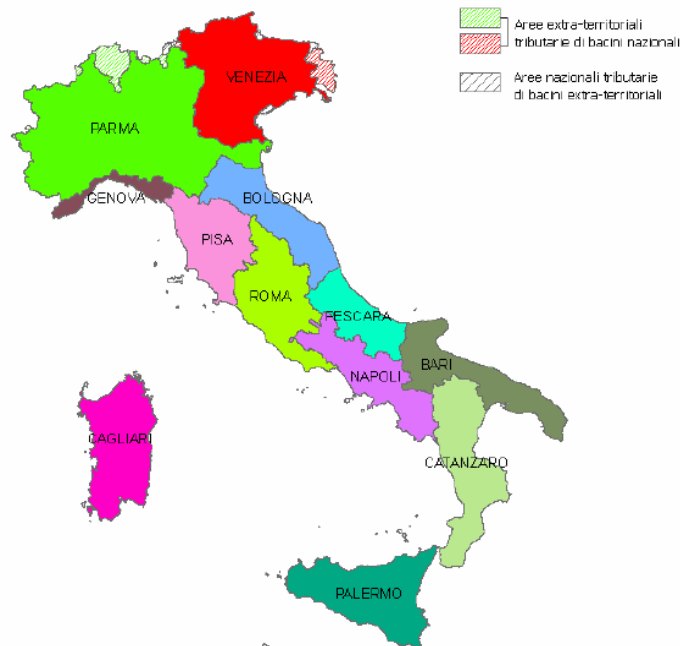 Aree extra-territoriali
tributarie di bacini nazionali
Aree nazionali tributarie
di bacini extra-territoriali
VENEZIA
PARMA
GENOVA
BOLOGNA
PISA
ROMA
PESCARA
BARI
NAPOLI
CAGLIARI
CATANZARO
PALERMO